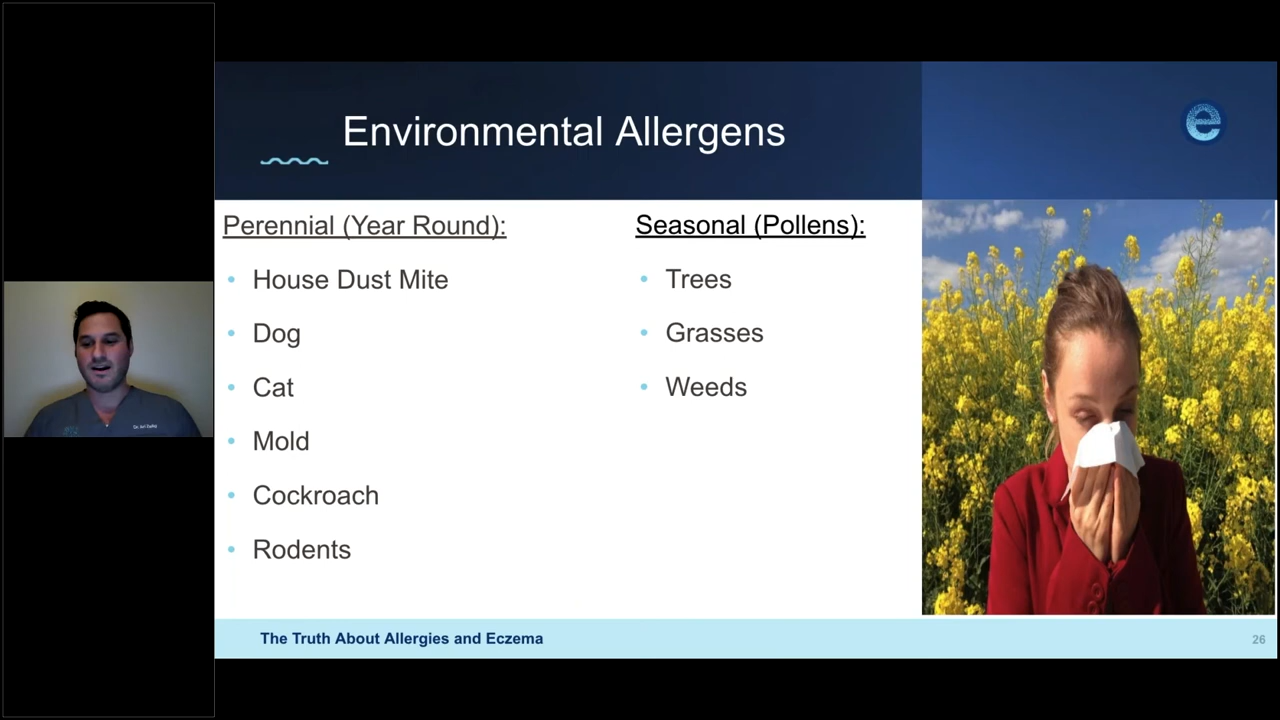 Environmental Allergens
e
Perennial (Year Round):
• House Dust Mite
• Dog
• Cat
• Mold
• Cockroach
• Rodents
Seasonal (Pollens):
• Trees
• Grasses
• Weeds
The Truth About Allergies and Eczema
26